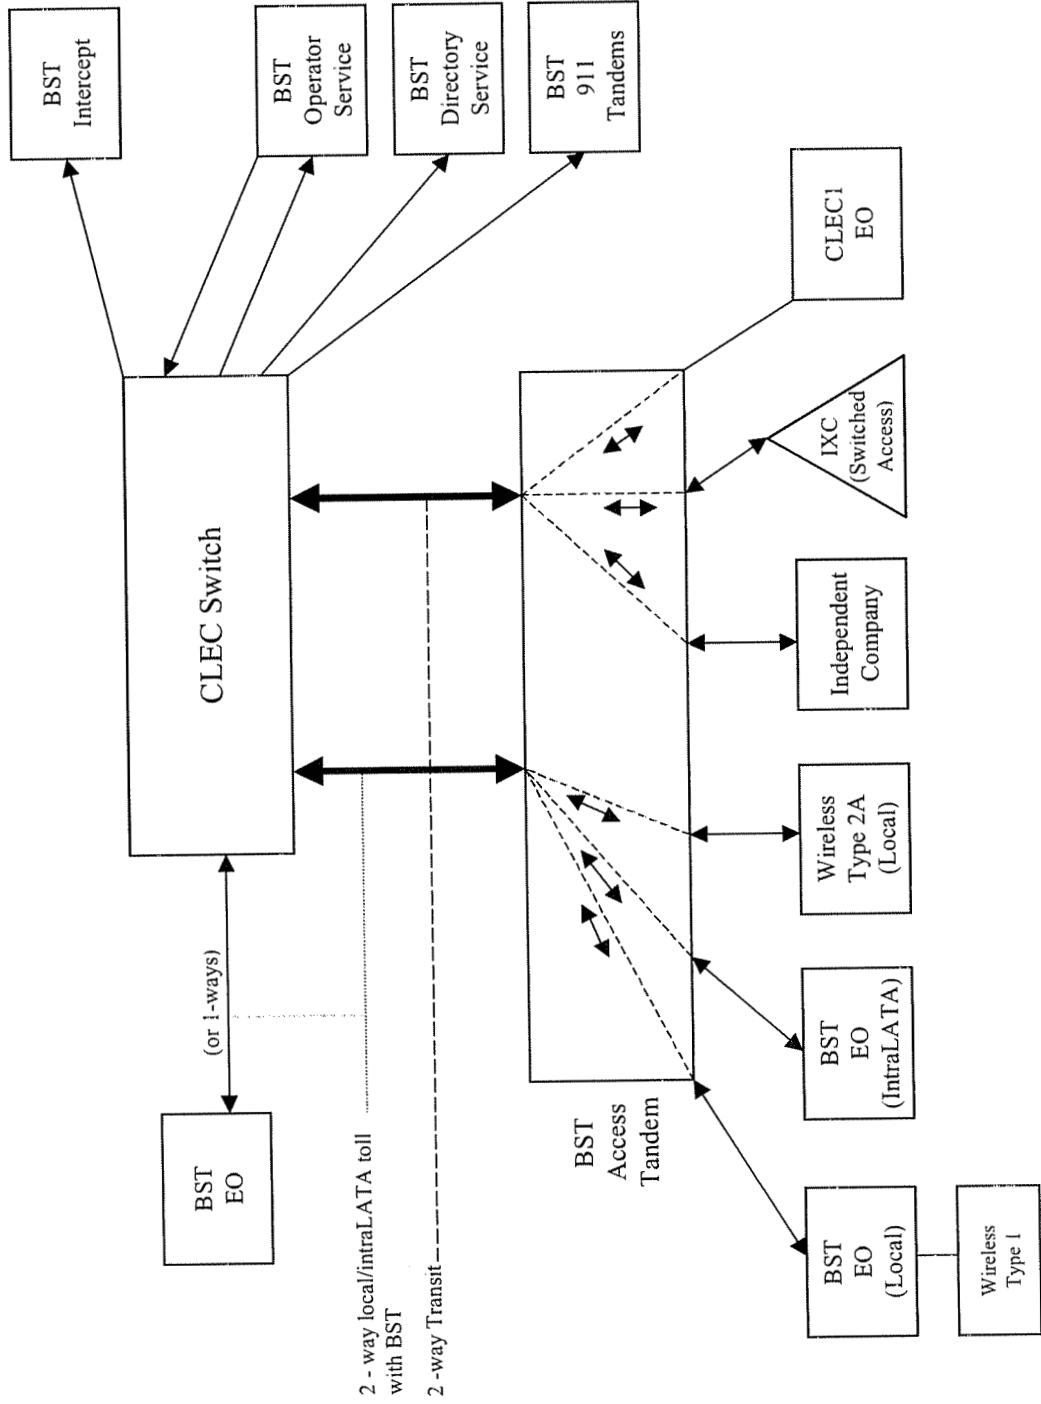 BST
Intercept
BST
Operator
Service
BST
Directory
Service
BST
911
Tandems
CLEC Switch
(or 1-ways)
BST
EO
2 - way local/intraLATA toll
with BST
2 -way Transit
BST
Access
Tandem
CLEC1
EO
IXC
(Switched
Access)
Independent
Company
Wireless
Type 2A
(Local)
BST
EO
(IntraLATA)
BST
EO
(Local)
Wireless
Type 1